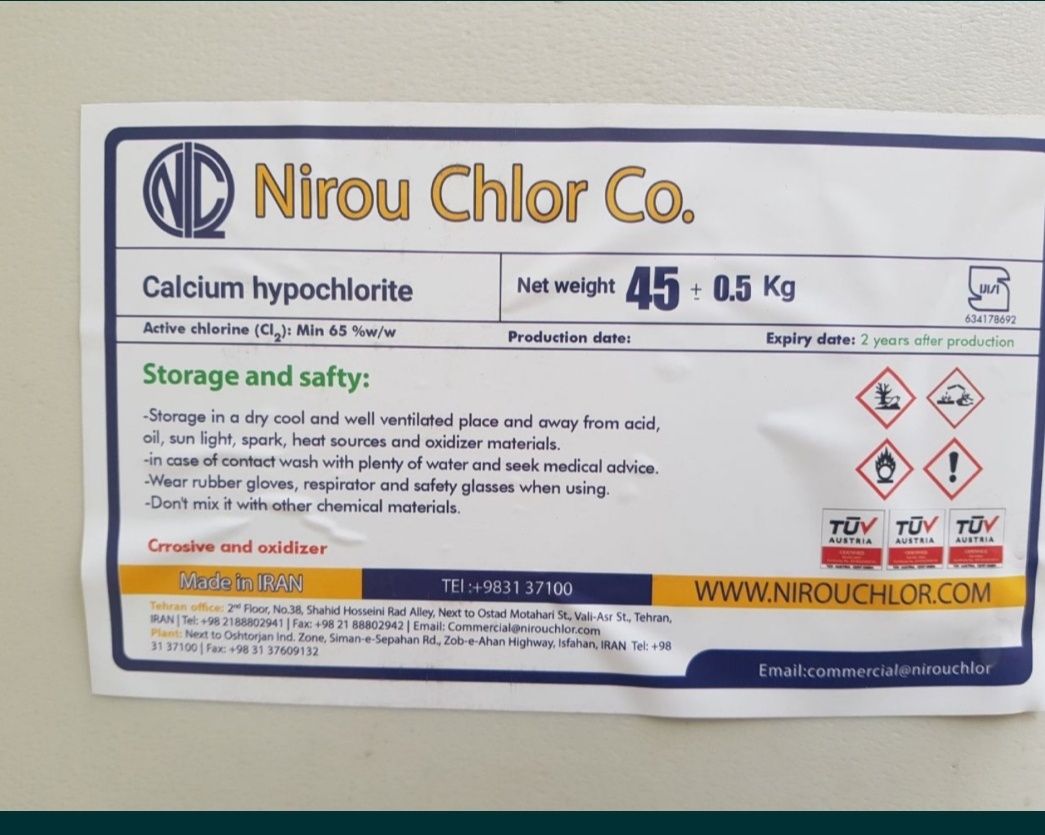 NCL
Nirou Chlor Co.
Calcium hypochlorite
Net weight 45 ± 0.5 Kg
634178692
Active chlorine (Cl₂): Min 65 %w/w
Production date:
Expiry date: 2 years after production
Storage and safty:
-Storage in a dry cool and well ventilated place and away from acid,
oil, sun light, spark, heat sources and oxidizer materials.
-in case of contact wash with plenty of water and seek medical advice.
-Wear rubber gloves, respirator and safety glasses when using.
-Don't mix it with other chemical materials.
TÜV AUSTRIA
TÜV AUSTRIA
TÜV AUSTRIA
Crrosive and oxidizer
Made in IRAN
TEl :+9831 37100
WWW.NIROUCHLOR.COM
Tehran office: 2nd Floor, No.38, Shahid Hosseini Rad Alley, Next to Ostad Motahari St., Vali-Asr St., Tehran,
IRAN | Tel: +98 2188802941 | Fax: +98 21 88802942 | Email: Commercial@nirouchlor.com
Plant: Next to Oshtorjan Ind. Zone, Siman-e-Sepahan Rd., Zob-e-Ahan Highway, Isfahan, IRAN Tel: +98
31 37100 | Fax: +98 31 37609132
Email:commercial@nirouchlor